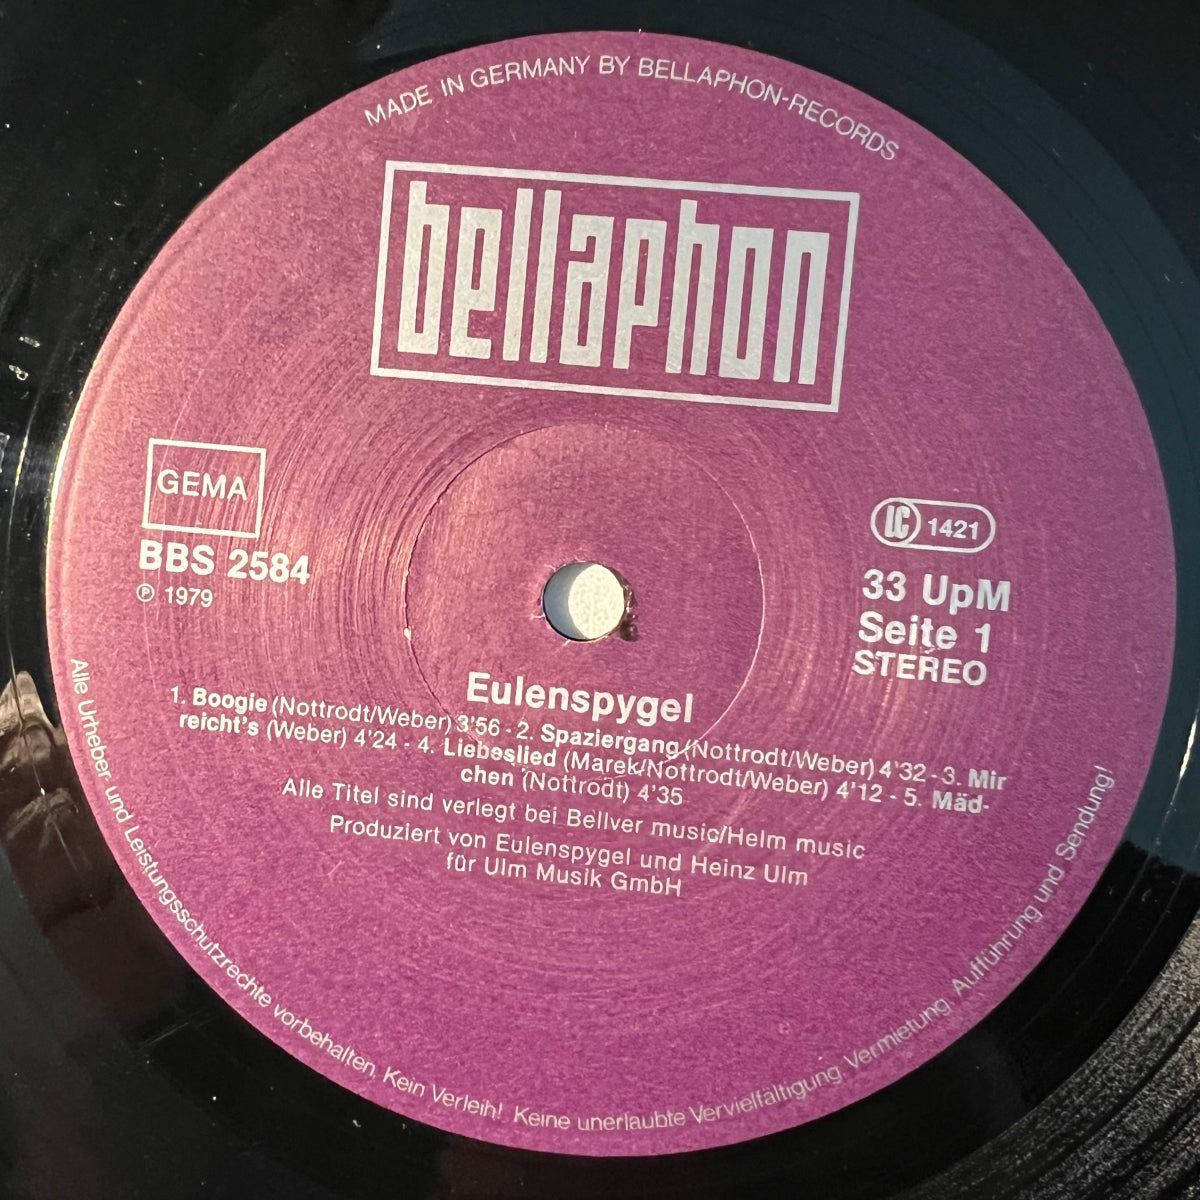 MADE IN GERMANY BY BELLAPHON-RECORDS
bellaphon
GEMA
BBS 2584
℗ 1979
LC 1421
33 UpM
Seite 1
STEREO
Eulenspygel
1. Boogie (Nottrodt/Weber) 3'56 - 2. Spaziergang (Nottrodt/Weber) 4'32 - 3. Mir
reicht's (Weber) 4'24 - 4. Liebeslied (Marek/Nottrodt/Weber) 4'12 - 5. Mäd-
chen (Nottrodt) 4'35
Alle Titel sind verlegt bei Bellver music/Helm music
Produziert von Eulenspygel und Heinz Ulm
für Ulm Musik GmbH
Alle Urheber- und Leistungsschutzrechte vorbehalten. Kein Verleih! Keine unerlaubte Vervielfältigung, Vermietung, Aufführung und Sendung!